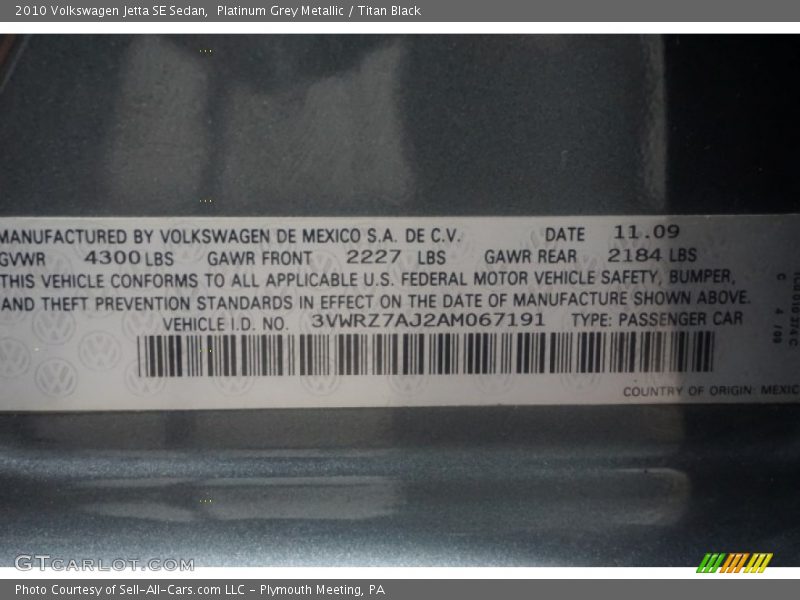 2010 Volkswagen Jetta SE Sedan,  Platinum Grey Metallic / Titan Black
MANUFACTURED BY VOLKSWAGEN DE MEXICO S.A. DE C.V. DATE 11.09
GVWR 4300 LBS GAWR FRONT 2227 LBS GAWR REAR 2184 LBS
THIS VEHICLE CONFORMS TO ALL APPLICABLE U.S. FEDERAL MOTOR VEHICLE SAFETY, BUMPER,
AND THEFT PREVENTION STANDARDS IN EFFECT ON THE DATE OF MANUFACTURE SHOWN ABOVE.
VEHICLE I.D. NO. 3VWRZ7AJ2AM067191 TYPE: PASSENGER CAR
COUNTRY OF ORIGIN: MEXIC
GTCARLOT.COM
Photo Courtesy of Sell-All-Cars.com LLC - Plymouth Meeting, PA